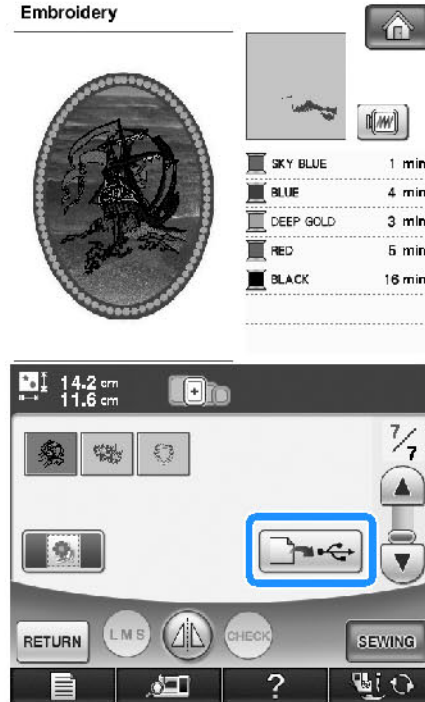 Embroidery
SKY BLUE 1 min
BLUE 4 min
DEEP GOLD 3 min
RED 5 min
BLACK 16 min
14.2 cm
11.6 cm
7/7
RETURN
LMS
CHECK
SEWING
?